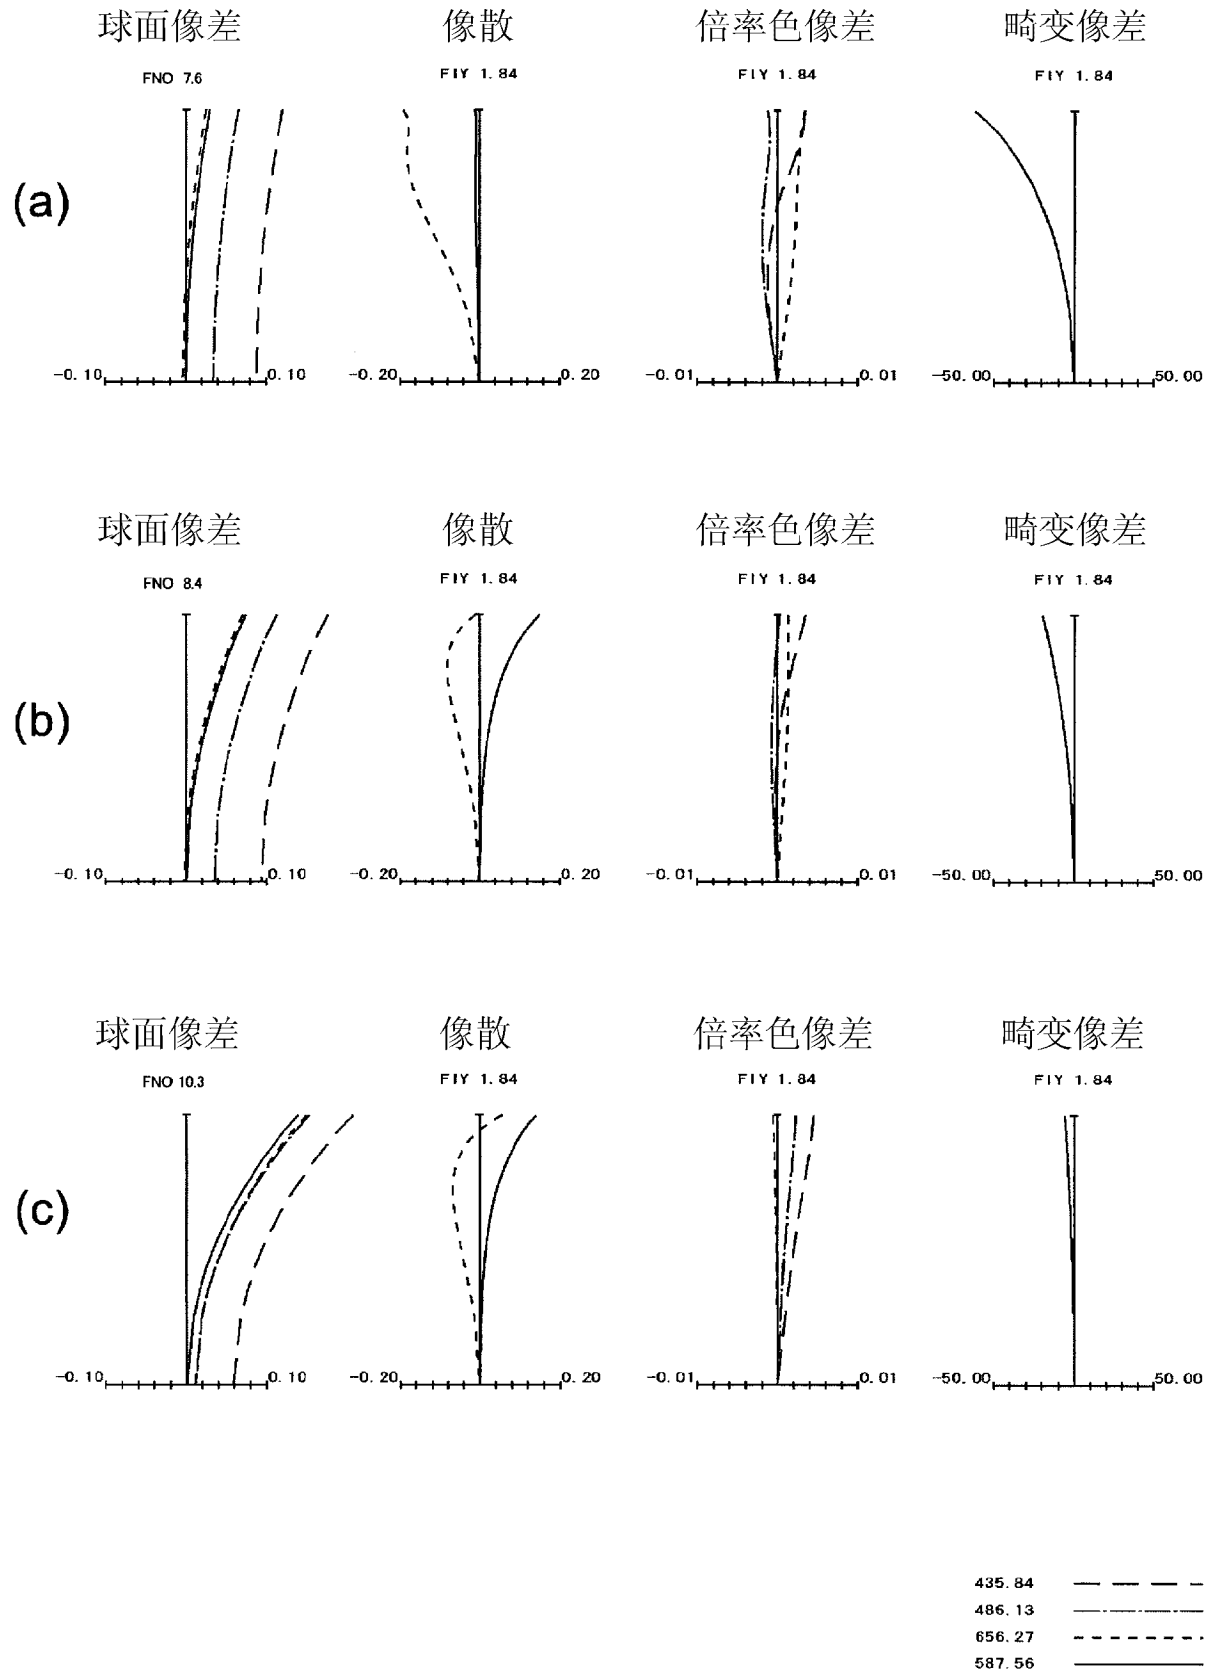 球面像差 像散 倍率色像差 畸变像差
FNO 7.6 FIY 1.84 FIY 1.84 FIY 1.84
(a)
-0.10 0.10 -0.20 0.20 -0.01 0.01 -50.00 50.00
球面像差 像散 倍率色像差 畸变像差
FNO 8.4 FIY 1.84 FIY 1.84 FIY 1.84
(b)
-0.10 0.10 -0.20 0.20 -0.01 0.01 -50.00 50.00
球面像差 像散 倍率色像差 畸变像差
FNO 10.3 FIY 1.84 FIY 1.84 FIY 1.84
(c)
-0.10 0.10 -0.20 0.20 -0.01 0.01 -50.00 50.00
435.84
486.13
656.27
587.56